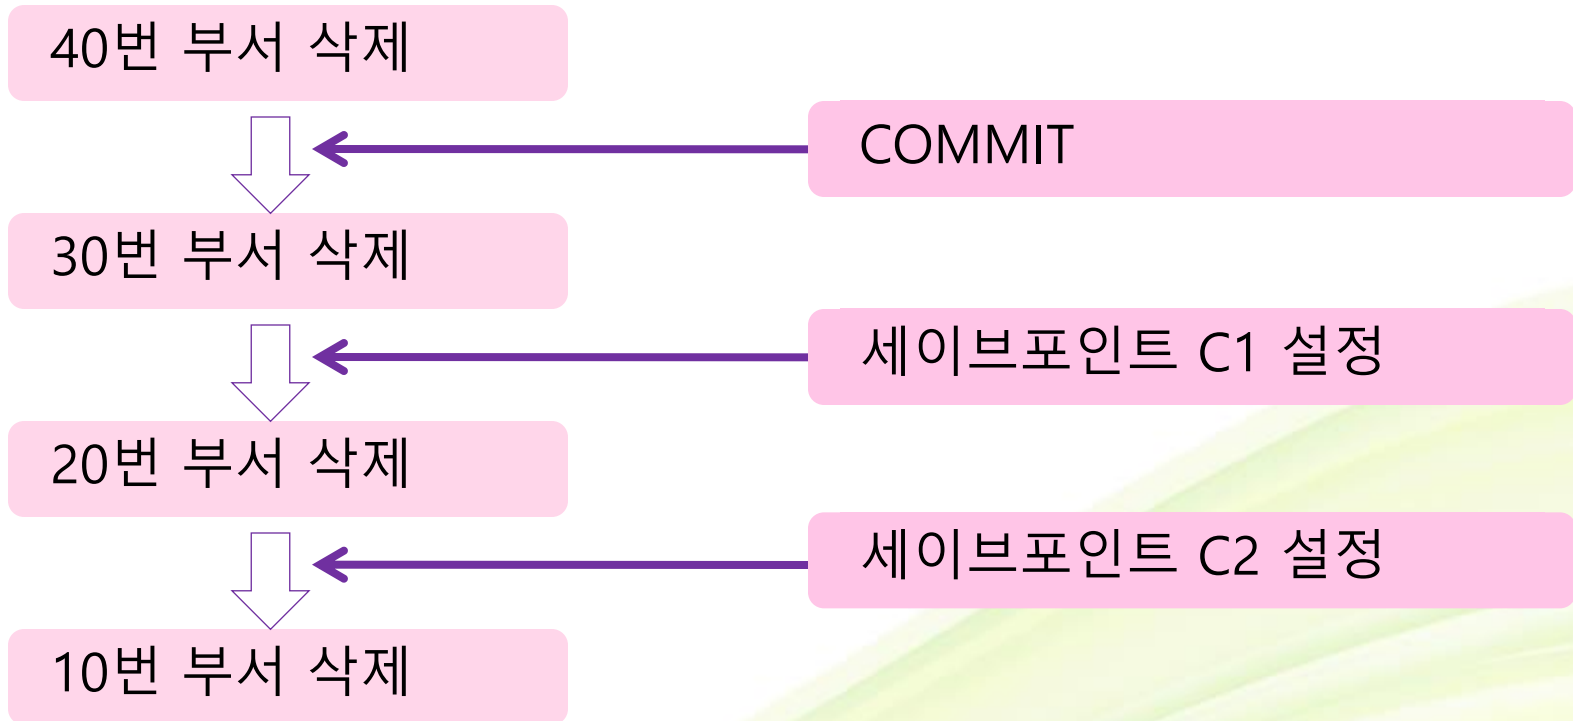 40번 부서 삭제
COMMIT
30번 부서 삭제
세이브포인트 C1 설정
20번 부서 삭제
세이브포인트 C2 설정
10번 부서 삭제